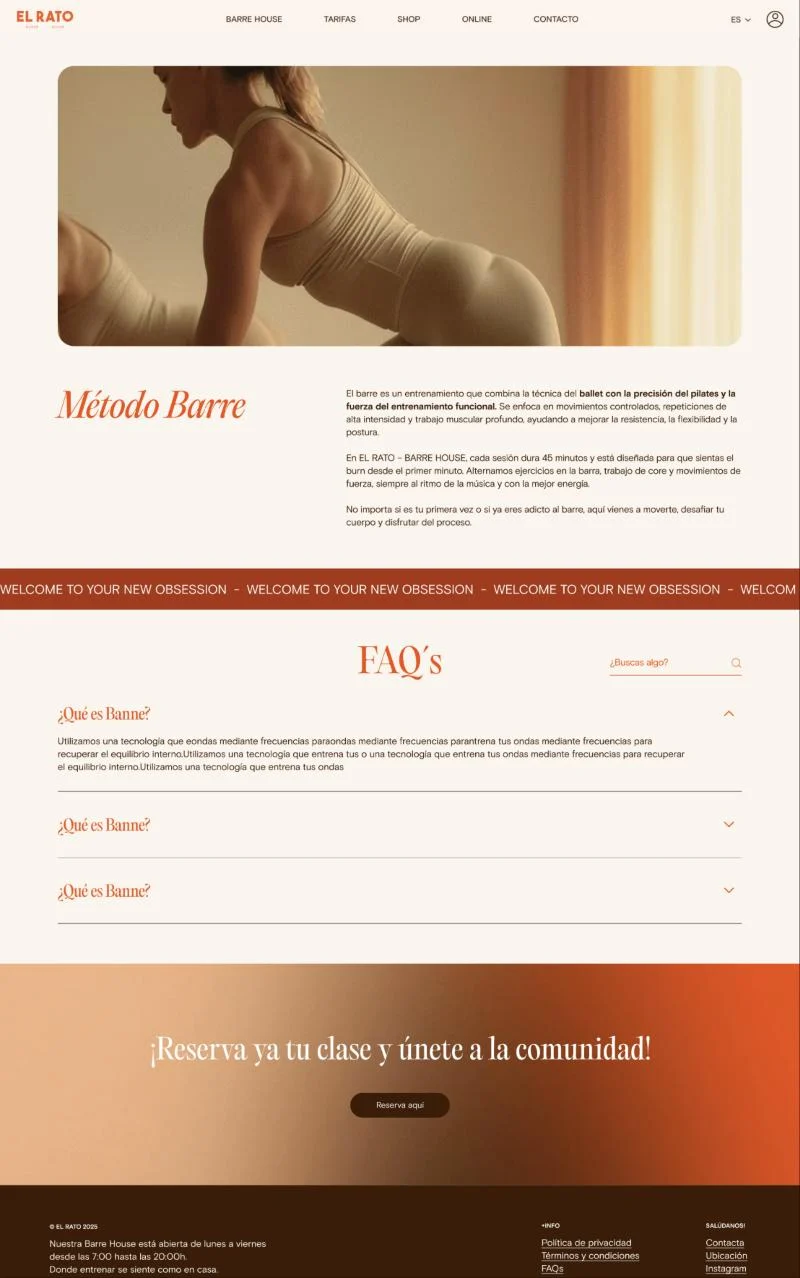 EL RATO
BARRE HOUSE
TARIFAS
SHOP
ONLINE
CONTACTO
ES
Método Barre
El barre es un entrenamiento que combina la técnica del ballet con la precisión del pilates y la
fuerza del entrenamiento funcional. Se enfoca en movimientos controlados, repeticiones de
alta intensidad y trabajo muscular profundo, ayudando a mejorar la resistencia, la flexibilidad y la
postura.
En EL RATO – BARRE HOUSE, cada sesión dura 45 minutos y está diseñada para que sientas el
burn desde el primer minuto. Alternamos ejercicios en la barra, trabajo de core y movimientos de
fuerza, siempre al ritmo de la música y con la mejor energía.
No importa si es tu primera vez o si ya eres adicto al barre, aquí vienes a moverte, desafiar tu
cuerpo y disfrutar del proceso.
WELCOME TO YOUR NEW OBSESSION - WELCOME TO YOUR NEW OBSESSION - WELCOME TO YOUR NEW OBSESSION - WELCOM
FAQ´s
¿Buscas algo?
¿Qué es Banne?
Utilizamos una tecnología que eondas mediante frecuencias paraondas mediante frecuencias parantrena tus ondas mediante frecuencias para
recuperar el equilibrio interno.Utilizamos una tecnología que entrena tus o una tecnología que entrena tus ondas mediante frecuencias para recuperar
el equilibrio interno.Utilizamos una tecnología que entrena tus ondas
¿Qué es Banne?
¿Qué es Banne?
¡Reserva ya tu clase y únete a la comunidad!
Reserva aquí
© EL RATO 2025
Nuestra Barre House está abierta de lunes a viernes
desde las 7:00 hasta las 20:00h.
Donde entrenar se siente como en casa.
+INFO
Política de privacidad
Términos y condiciones
FAQs
SALÚDANOS!
Contacta
Ubicación
Instagram